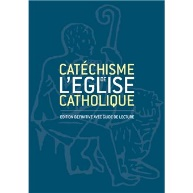 CATÉCHISME
DE
L'ÉGLISE
CATHOLIQUE
ÉDITION DÉFINITIVE AVEC GUIDE DE LECTURE